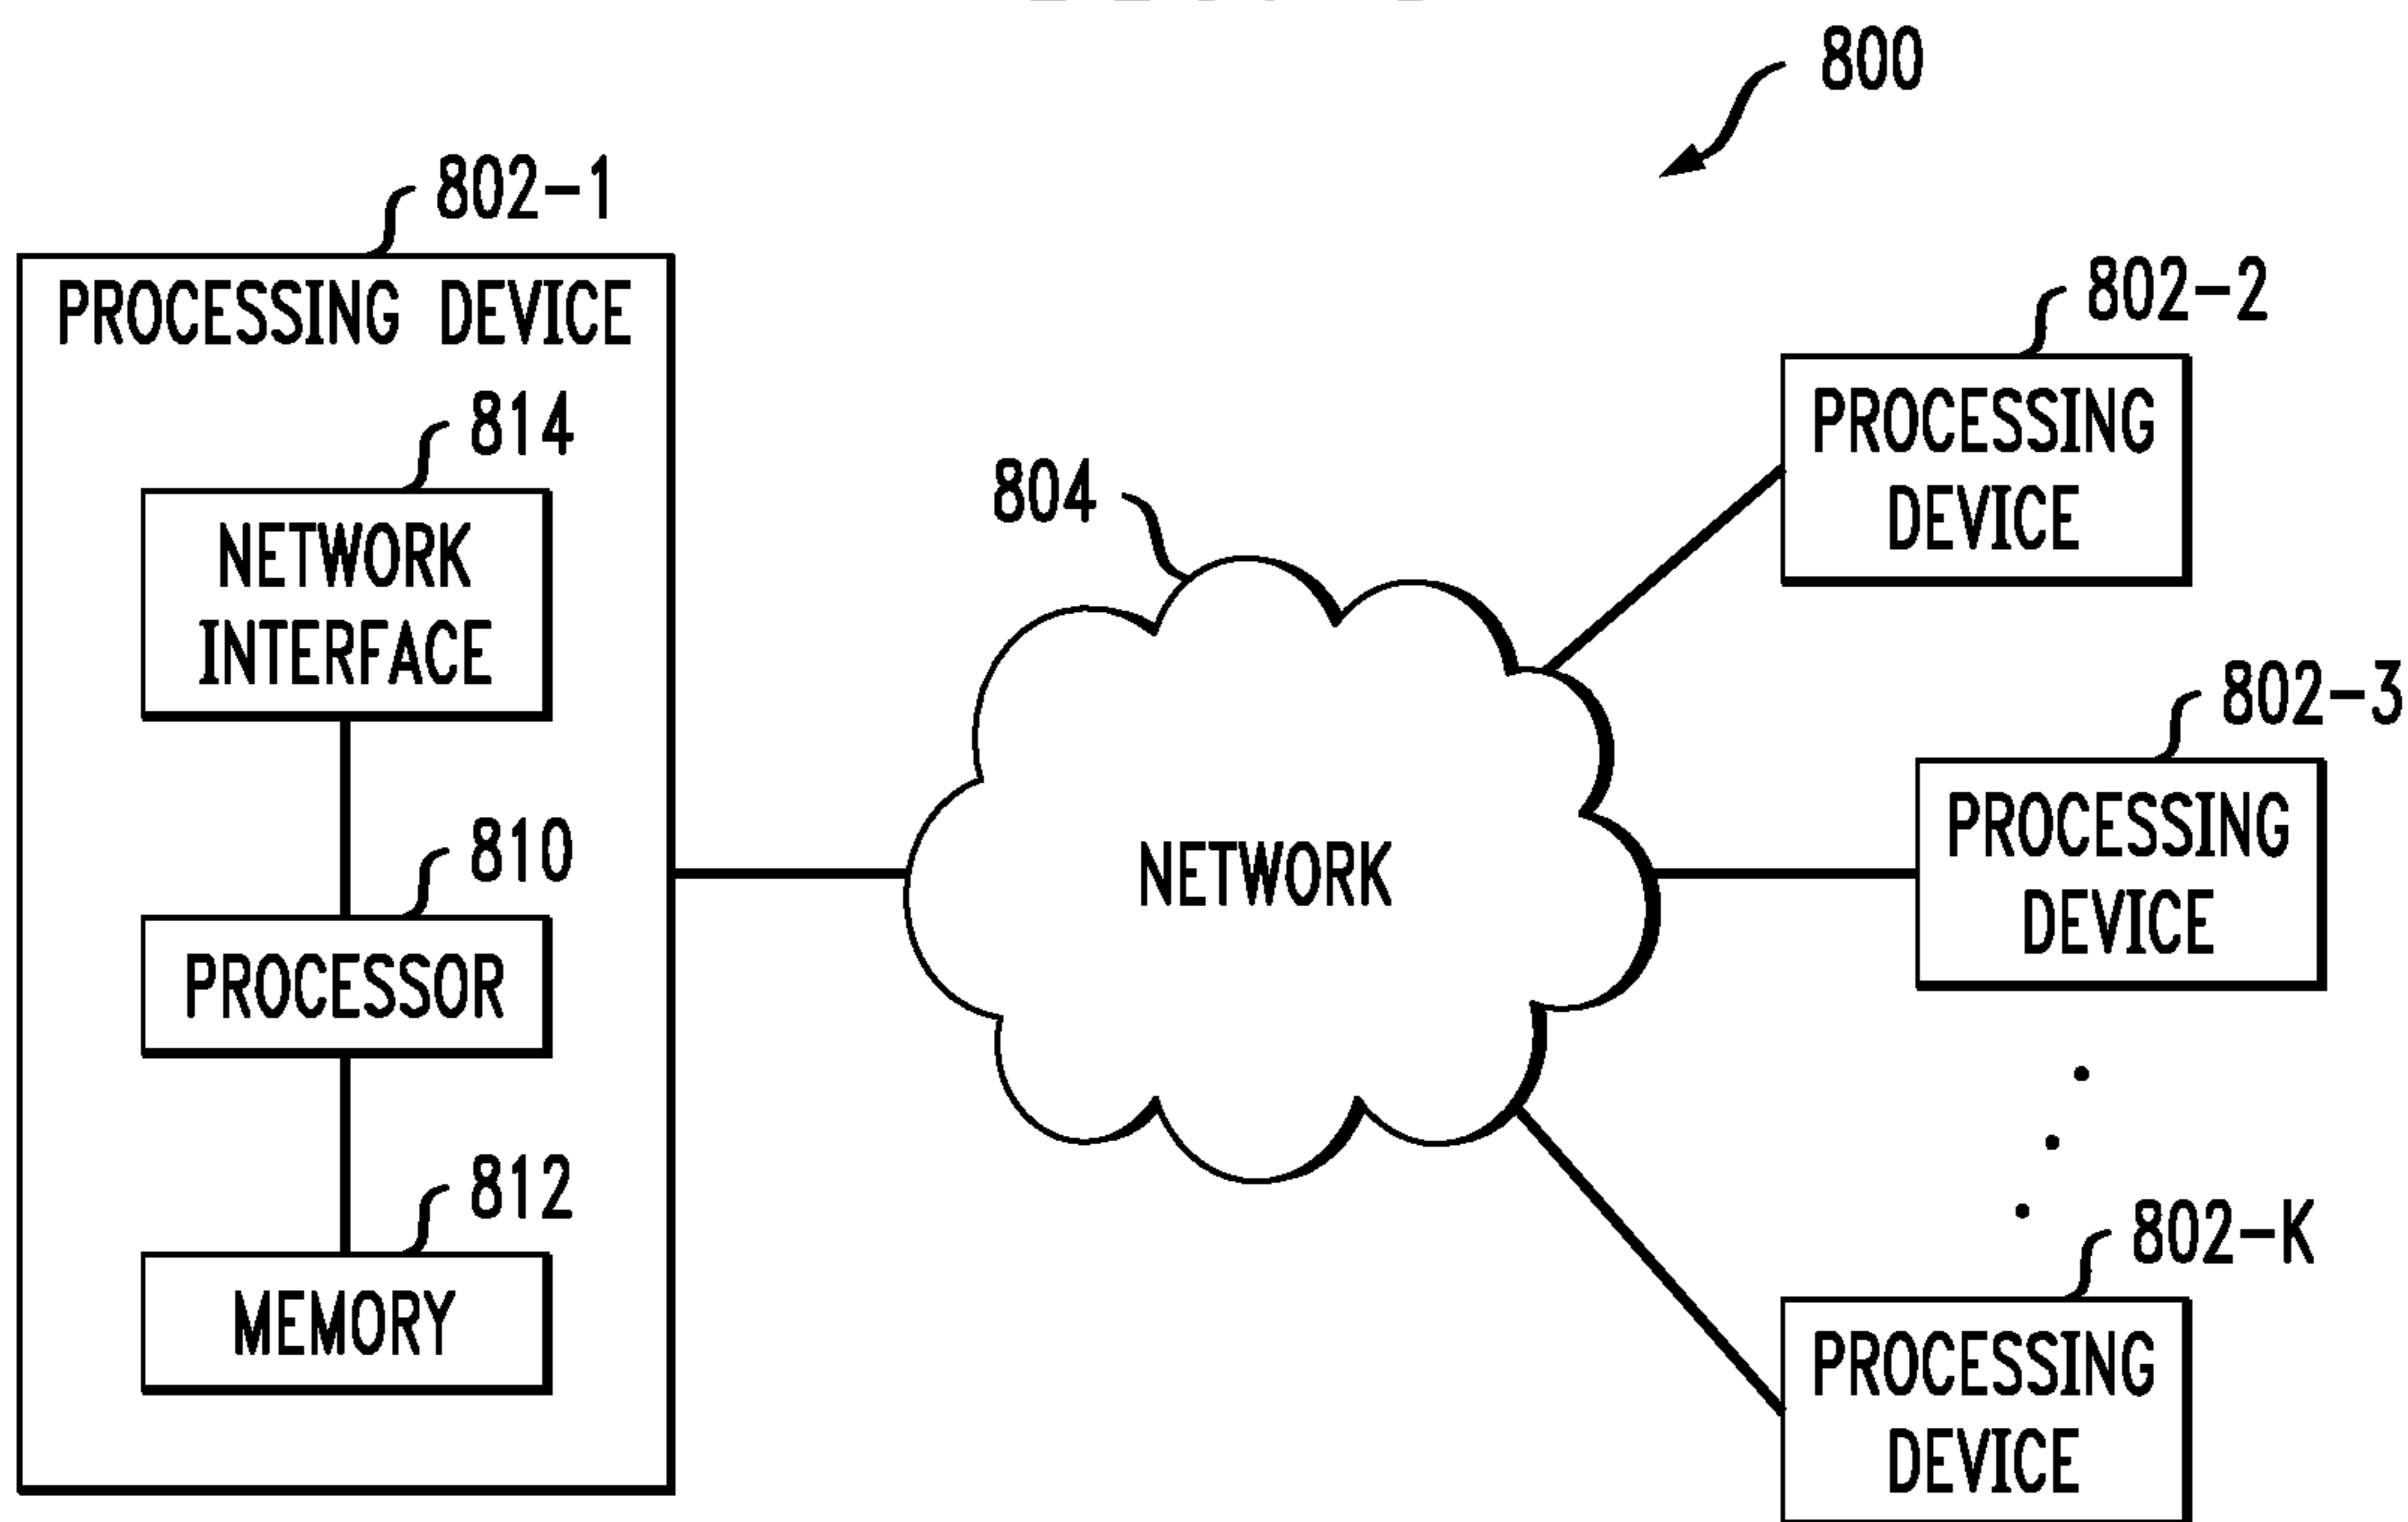 800
802-1
PROCESSING DEVICE
814
NETWORK
INTERFACE
810
PROCESSOR
812
MEMORY
804
NETWORK
802-2
PROCESSING
DEVICE
802-3
PROCESSING
DEVICE
802-K
PROCESSING
DEVICE